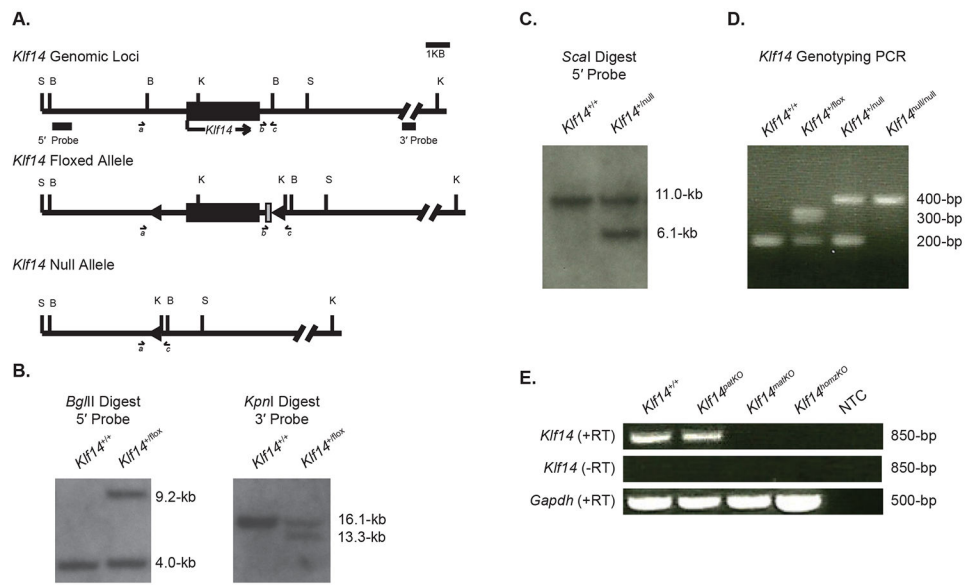 A.
Klf14 Genomic Loci
1KB
S B B K B S K
a Klf14 b c
5′ Probe 3′ Probe
Klf14 Floxed Allele
S B K K B S K
a b c
Klf14 Null Allele
S B K B S K
a c
B.
BglII Digest
5′ Probe
Klf14+/+ Klf14+/flox
9.2-kb
4.0-kb
KpnI Digest
3′ Probe
Klf14+/+ Klf14+/flox
16.1-kb
13.3-kb
C.
ScaI Digest
5′ Probe
Klf14+/+ Klf14+/null
11.0-kb
6.1-kb
D.
Klf14 Genotyping PCR
Klf14+/+ Klf14+/flox Klf14+/null Klf14null/null
400-bp
300-bp
200-bp
E.
Klf14+/+ Klf14patKO Klf14matKO Klf14homzKO NTC
Klf14 (+RT) 850-bp
Klf14 (-RT) 850-bp
Gapdh (+RT) 500-bp